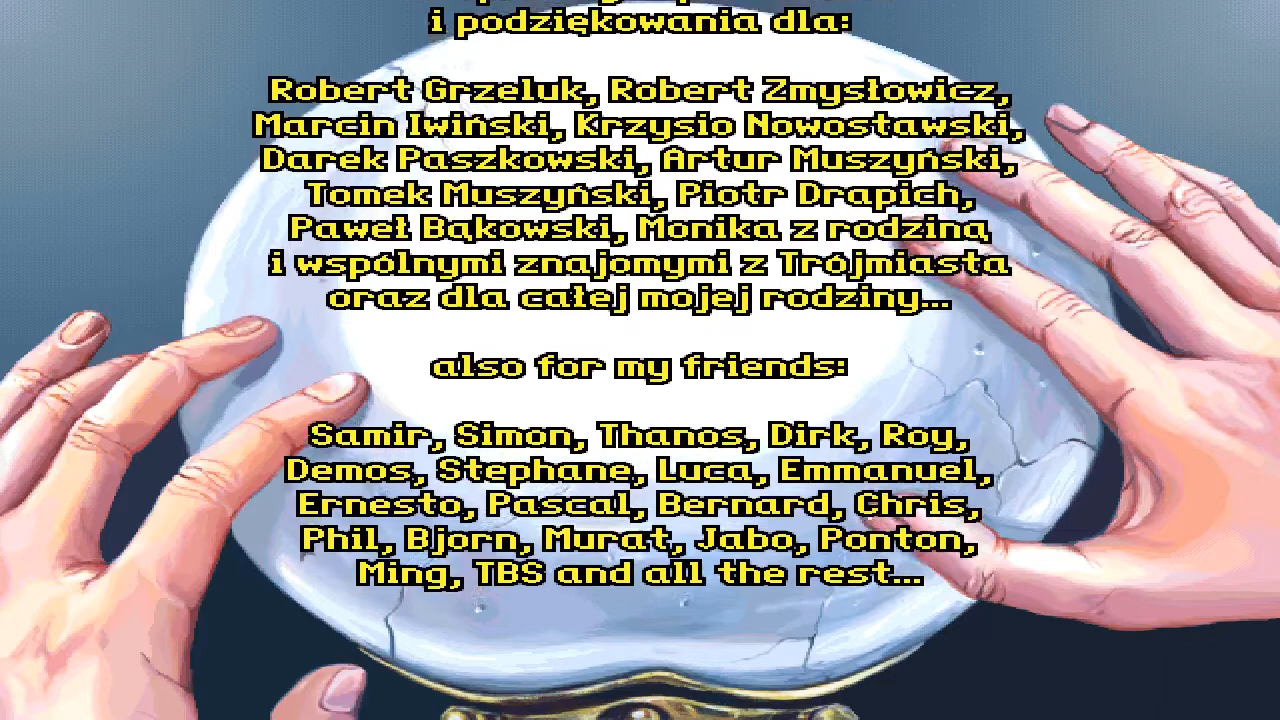 i podziękowania dla:
Robert Grzeluk, Robert Zmysłowicz,
Marcin Iwiński, Krzysio Nowostawski,
Darek Paszkowski, Artur Muszyński,
Tomek Muszyński, Piotr Drapich,
Paweł Bąkowski, Monika z rodziną
i wspólnymi znajomymi z Trójmiasta
oraz dla całej mojej rodziny...
also for my friends:
Samir, Simon, Thanos, Dirk, Roy,
Demos, Stephane, Luca, Emmanuel,
Ernesto, Pascal, Bernard, Chris,
Phil, Bjorn, Murat, Jabo, Ponton,
Ming, TBS and all the rest...